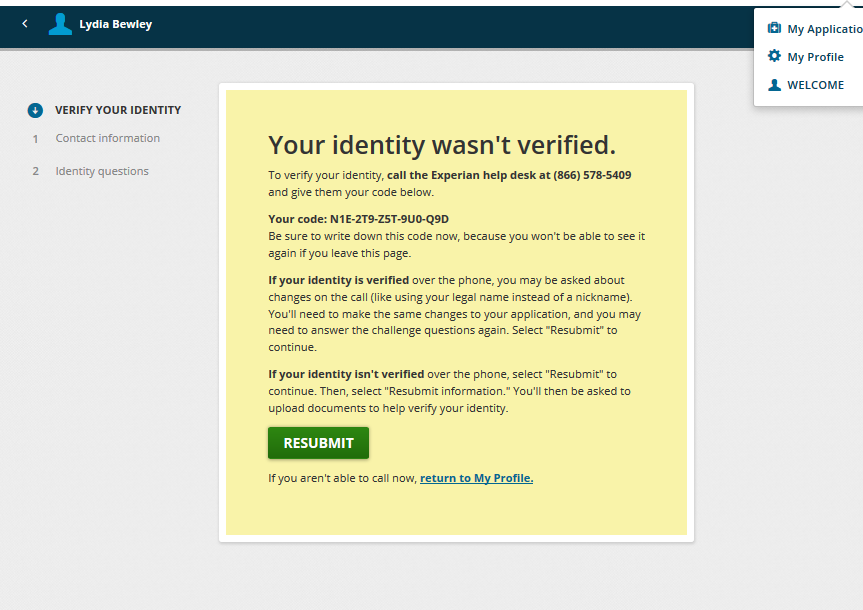 Lydia Bewley
My Applicatio
My Profile
WELCOME
VERIFY YOUR IDENTITY
1 Contact information
2 Identity questions
Your identity wasn't verified.
To verify your identity, call the Experian help desk at (866) 578-5409
and give them your code below.
Your code: N1E-2T9-Z5T-9U0-Q9D
Be sure to write down this code now, because you won't be able to see it
again if you leave this page.
If your identity is verified over the phone, you may be asked about
changes on the call (like using your legal name instead of a nickname).
You'll need to make the same changes to your application, and you may
need to answer the challenge questions again. Select "Resubmit" to
continue.
If your identity isn't verified over the phone, select "Resubmit" to
continue. Then, select "Resubmit information." You'll then be asked to
upload documents to help verify your identity.
RESUBMIT
If you aren't able to call now, return to My Profile.